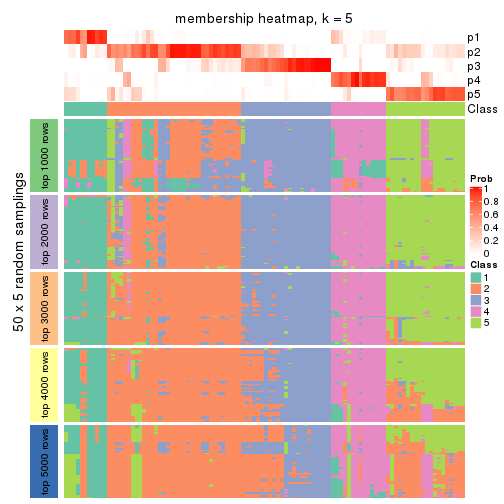 membership heatmap, k = 5
p1
p2
p3
p4
p5
Class
50 x 5 random samplings
top 1000 rows
top 2000 rows
top 3000 rows
top 4000 rows
top 5000 rows
Prob
1
0.8
0.6
0.4
0.2
0
Class
1
2
3
4
5